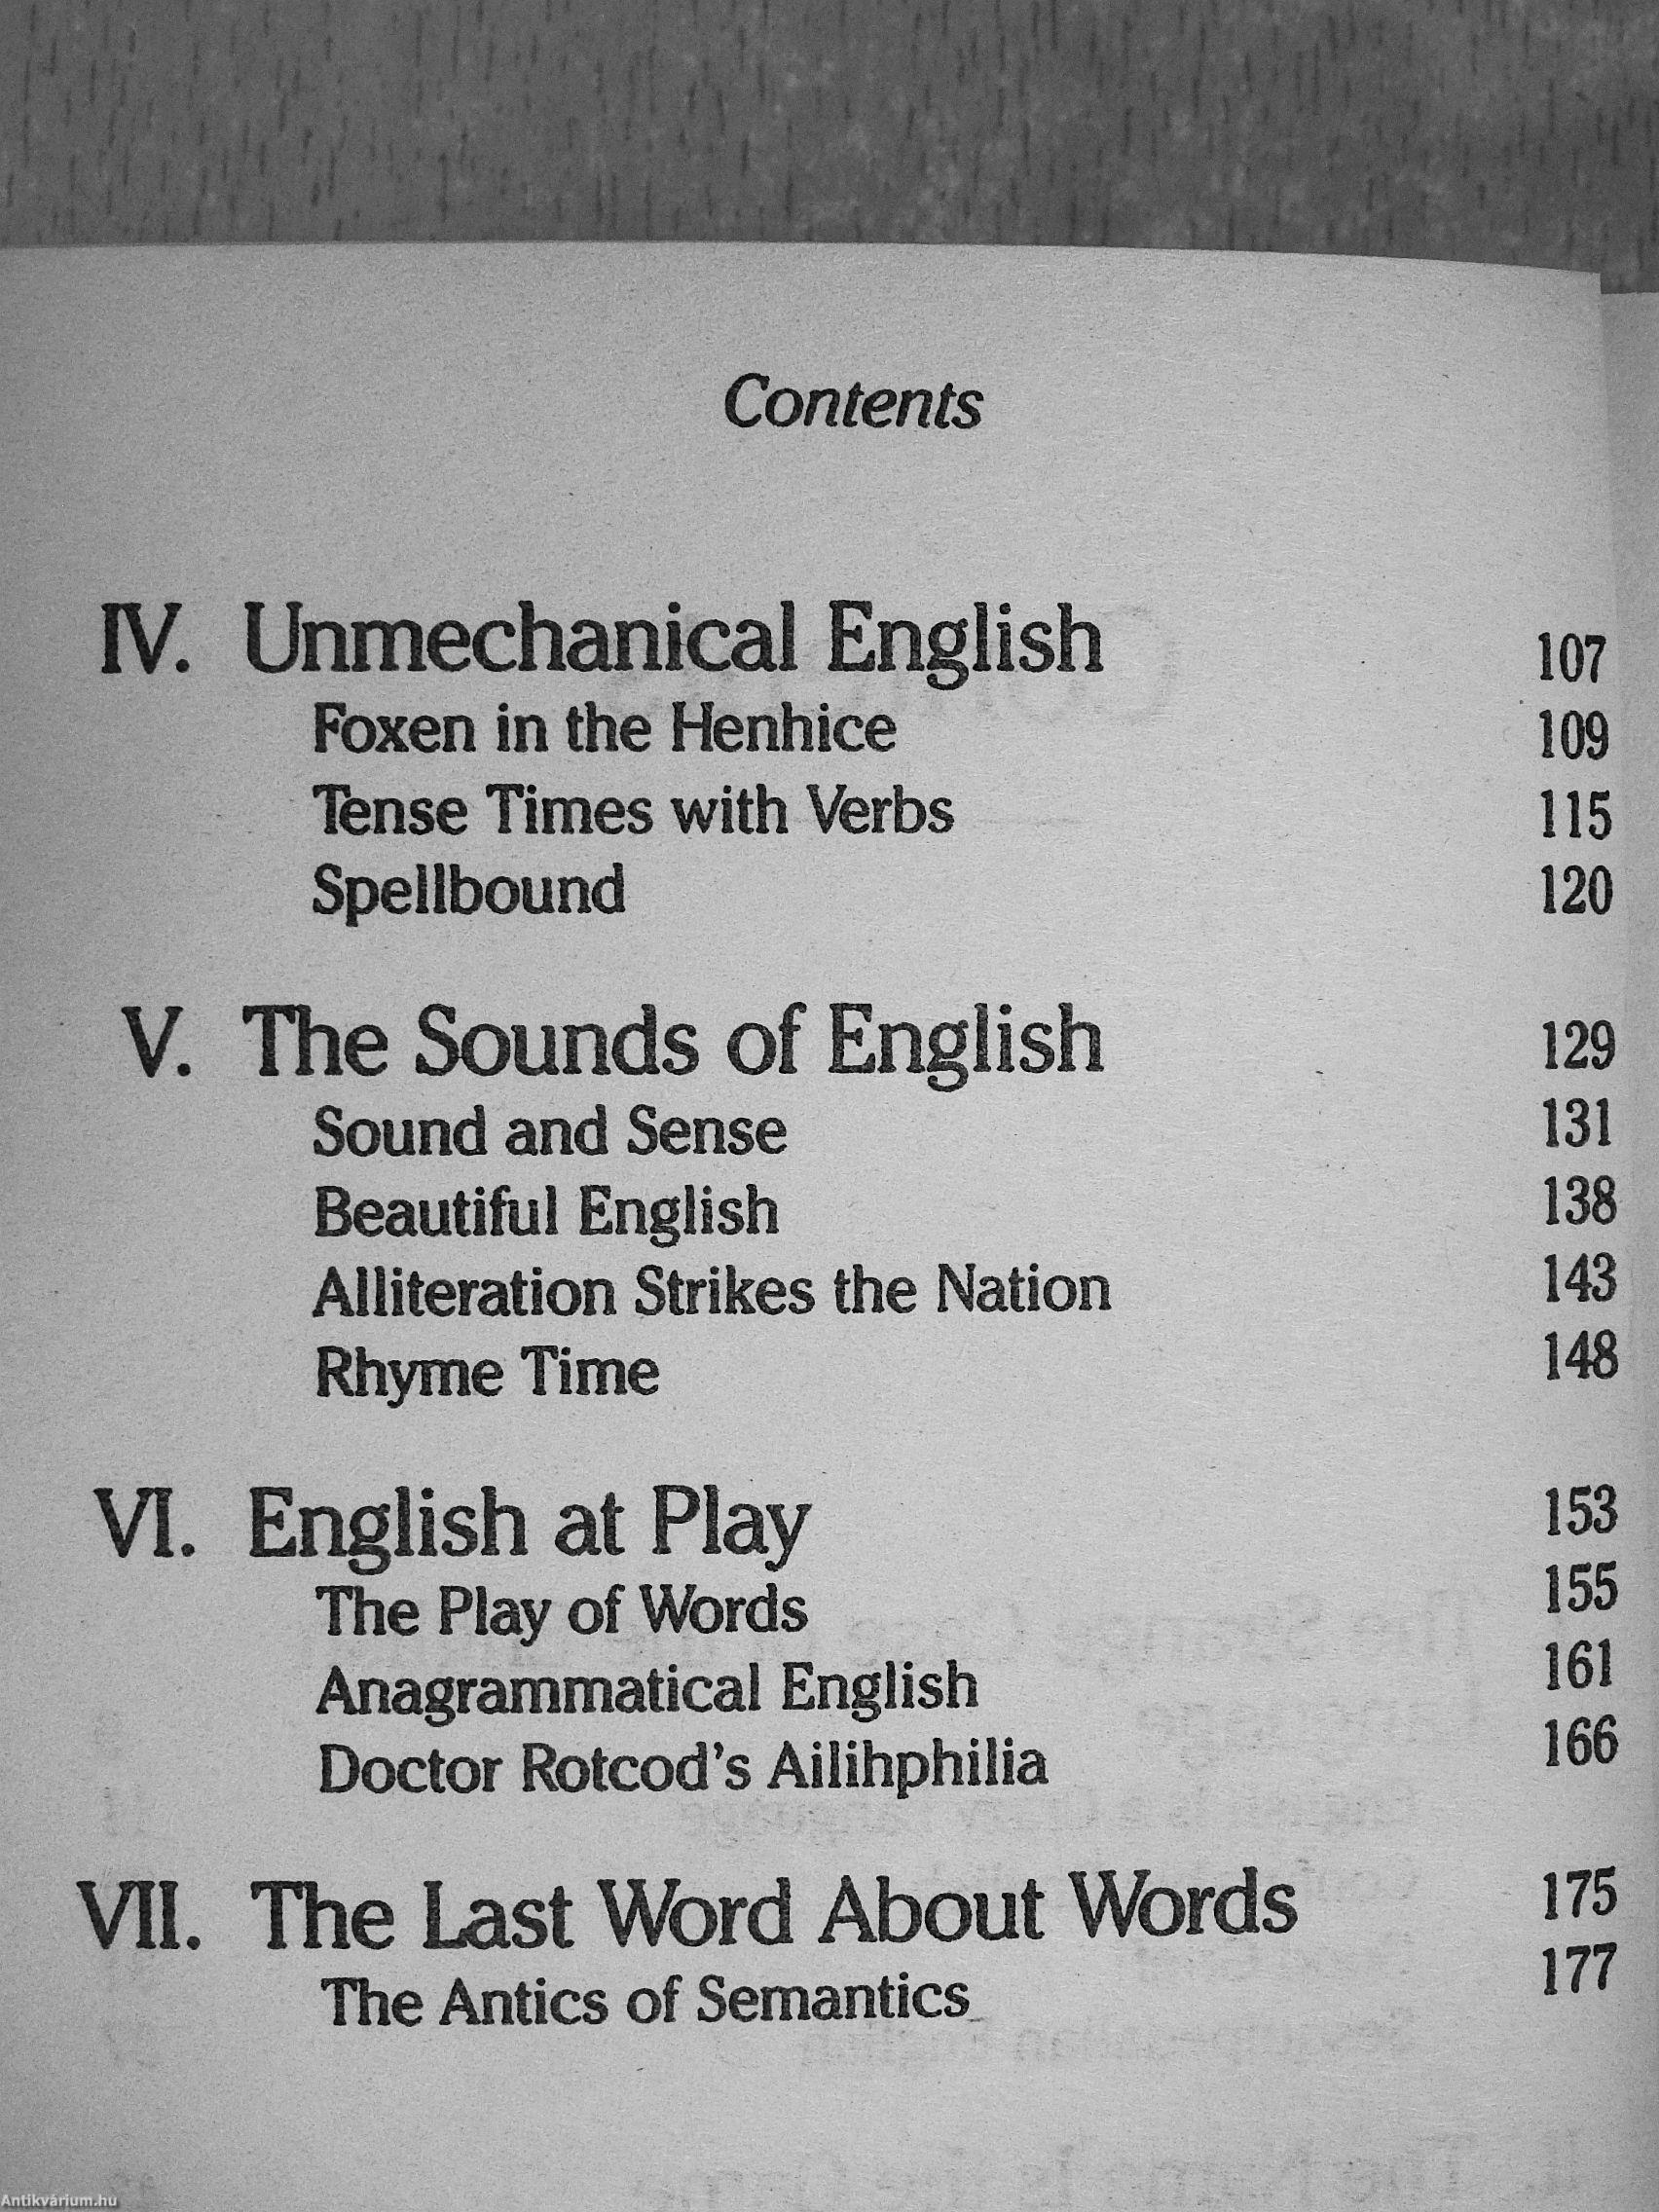 Contents
IV. Unmechanical English 107
Foxen in the Henhice 109
Tense Times with Verbs 115
Spellbound 120
V. The Sounds of English 129
Sound and Sense 131
Beautiful English 138
Alliteration Strikes the Nation 143
Rhyme Time 148
VI. English at Play 153
The Play of Words 155
Anagrammatical English 161
Doctor Rotcod's Ailihphilia 166
VII. The Last Word About Words 175
The Antics of Semantics 177
Antikvárium.hu